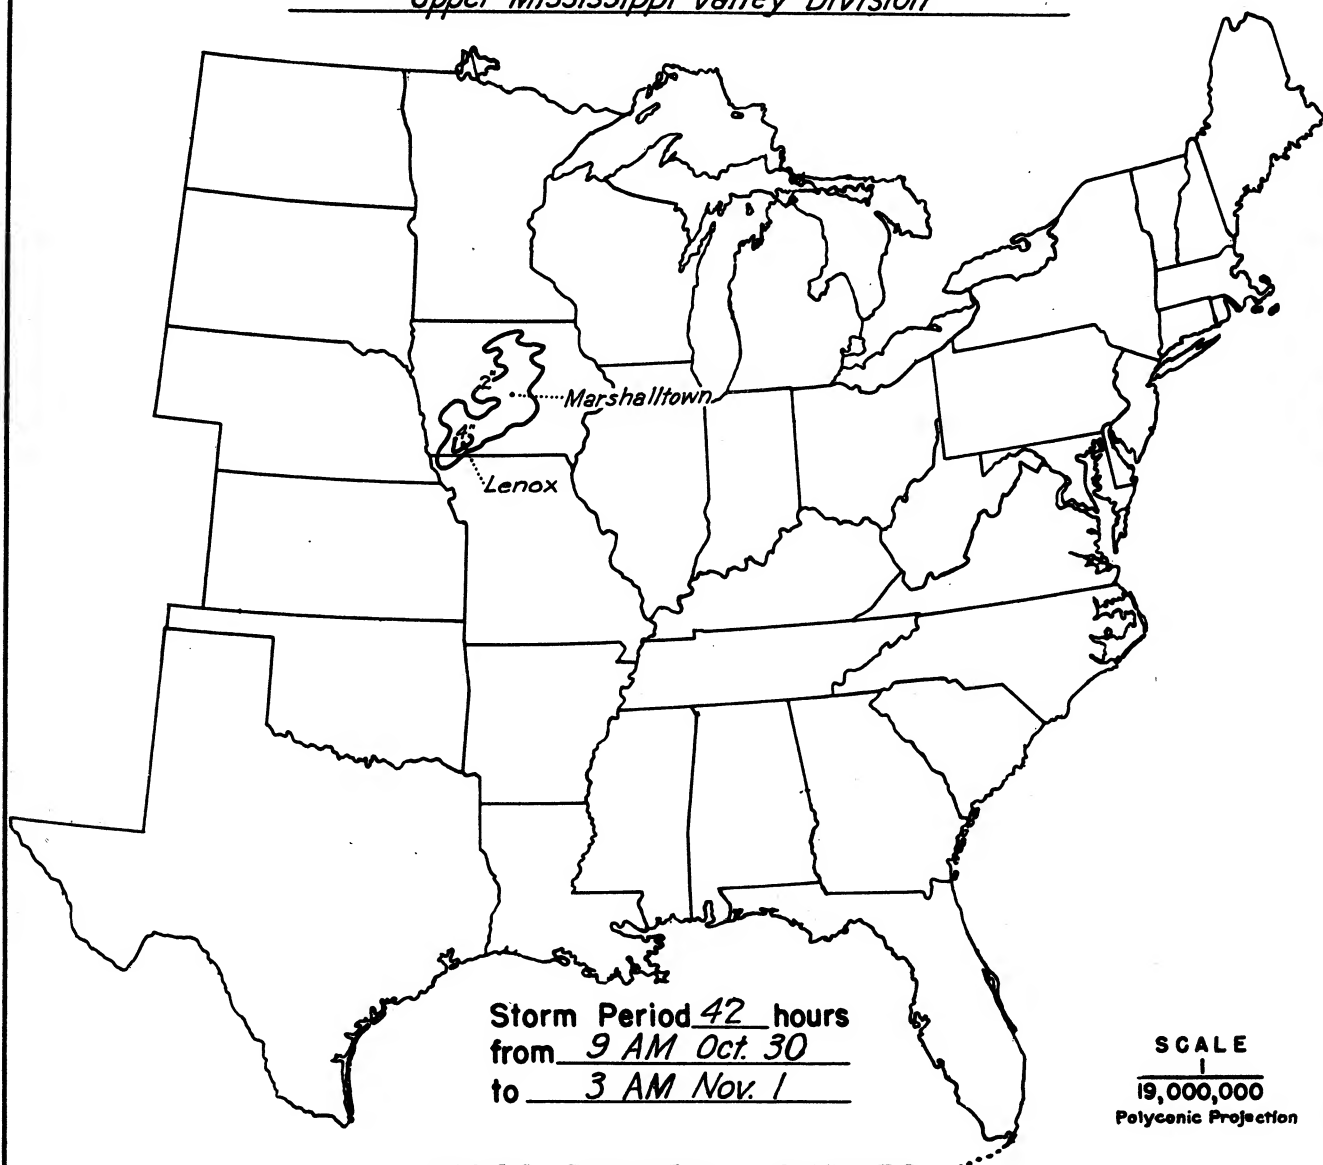 Upper Mississippi Valley Division
2"
Marshalltown
4"
Lenox
Storm Period 42 hours
from 9 AM Oct. 30
to 3 AM Nov. 1
SCALE
1
19,000,000
Polyconic Projection